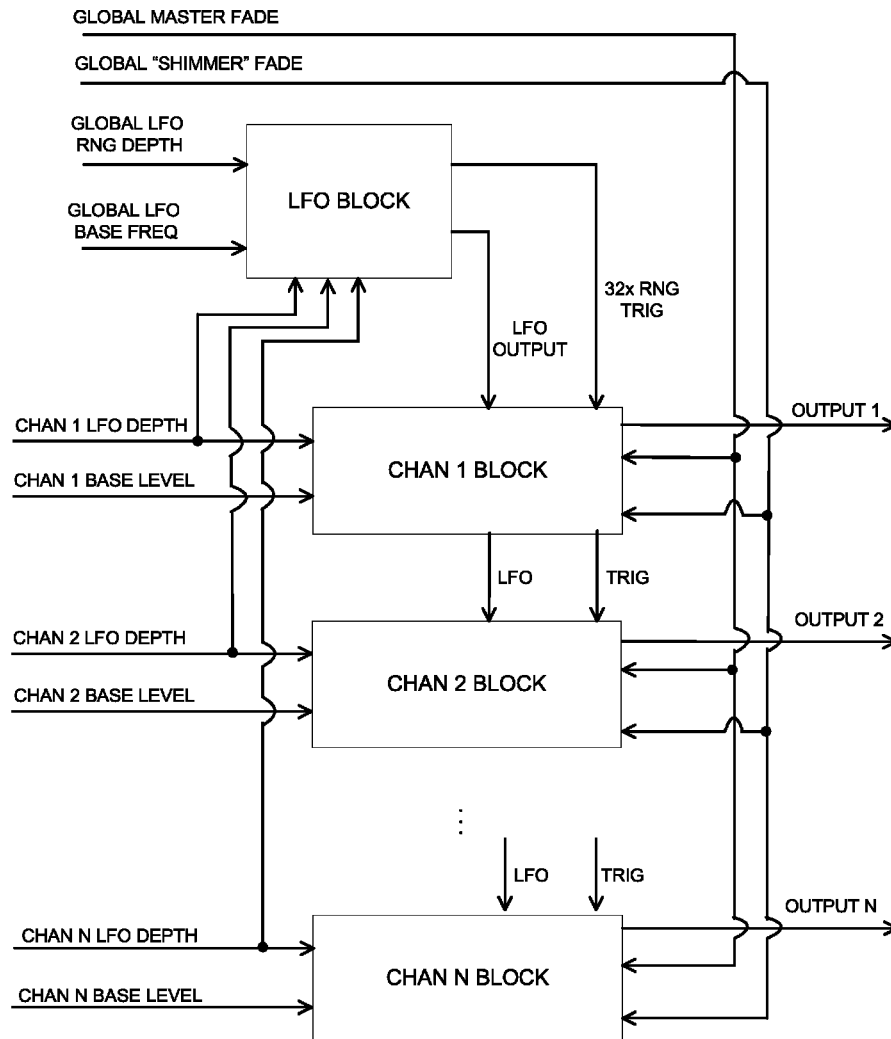 GLOBAL MASTER FADE
GLOBAL “SHIMMER” FADE
GLOBAL LFO
RNG DEPTH
LFO BLOCK
GLOBAL LFO
BASE FREQ
32x RNG
TRIG
LFO
OUTPUT
CHAN 1 LFO DEPTH
OUTPUT 1
CHAN 1 BLOCK
CHAN 1 BASE LEVEL
LFO
TRIG
CHAN 2 LFO DEPTH
OUTPUT 2
CHAN 2 BLOCK
CHAN 2 BASE LEVEL
...
LFO
TRIG
CHAN N LFO DEPTH
OUTPUT N
CHAN N BLOCK
CHAN N BASE LEVEL